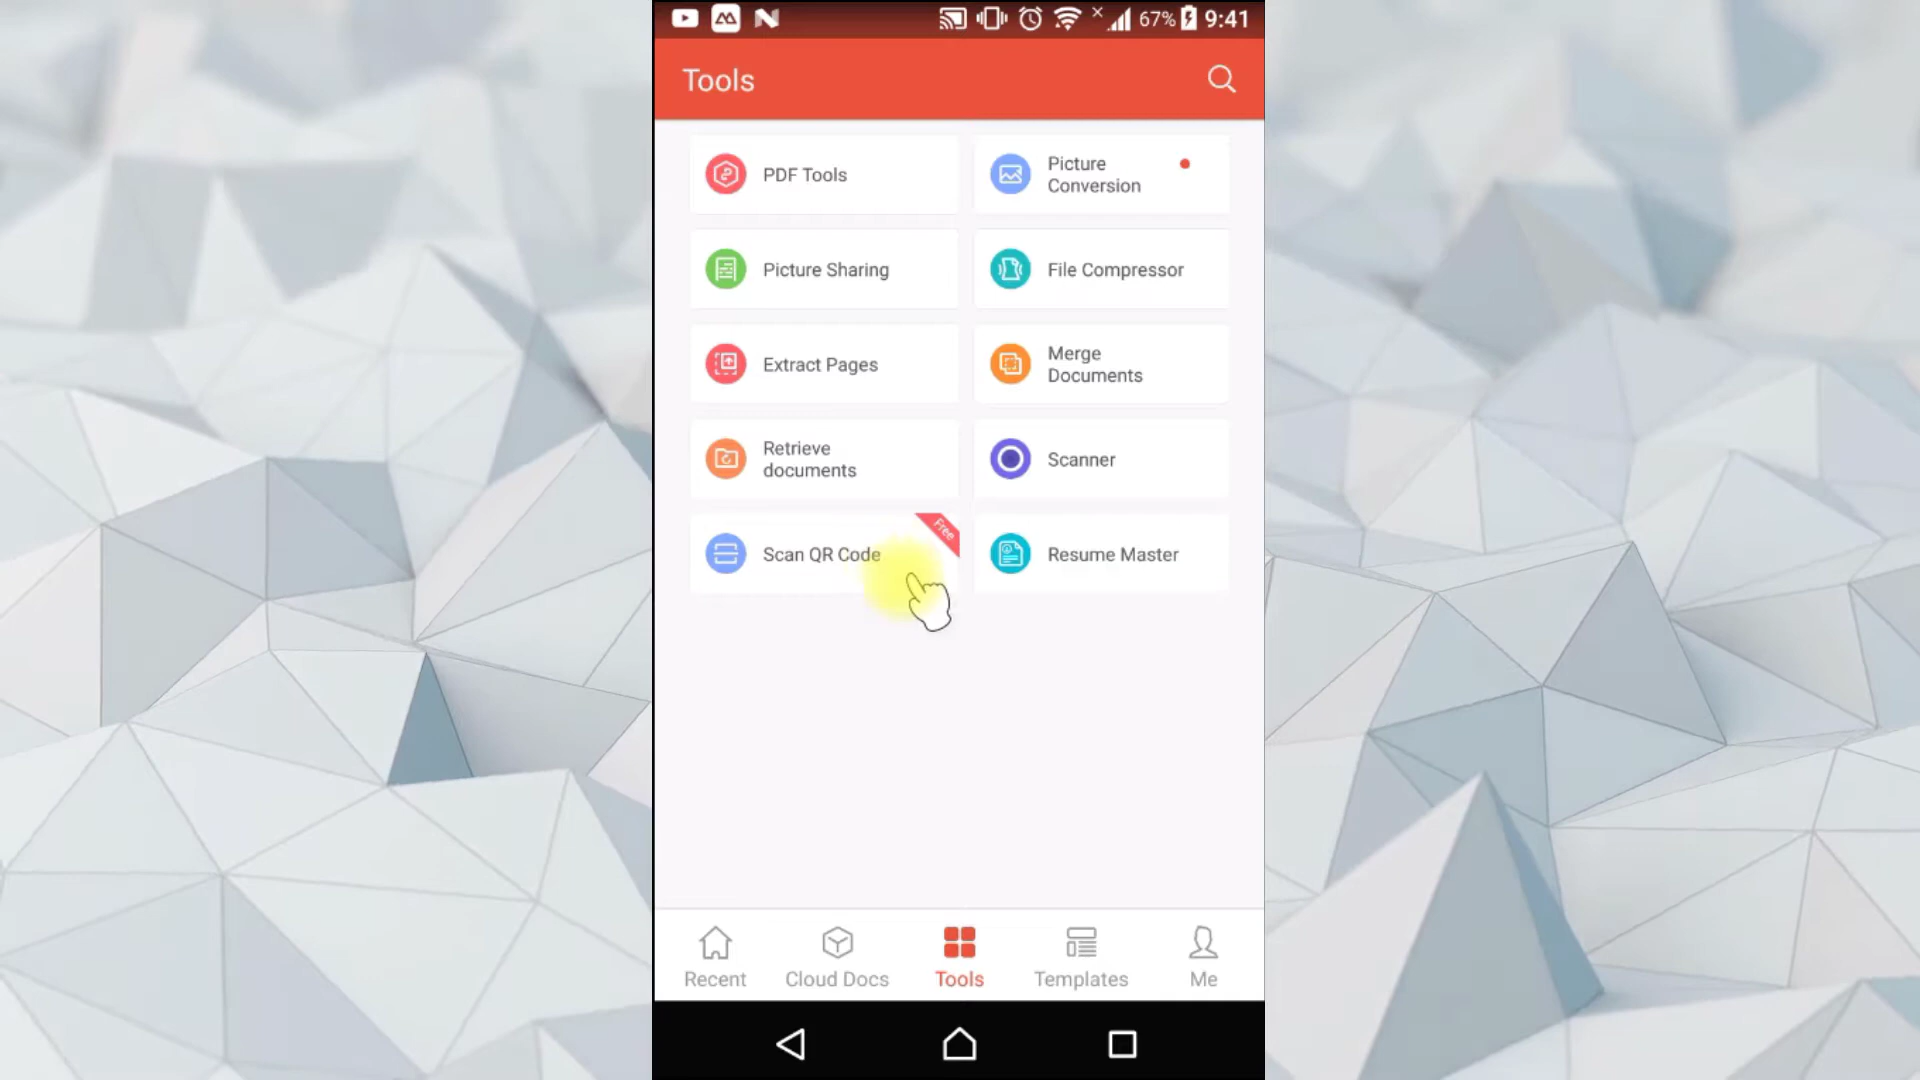 67% 9:41
Tools
PDF Tools
Picture
Conversion
Picture Sharing
File Compressor
Extract Pages
Merge
Documents
Retrieve
documents
Scanner
Scan QR Code
Free
Resume Master
Recent
Cloud Docs
Tools
Templates
Me